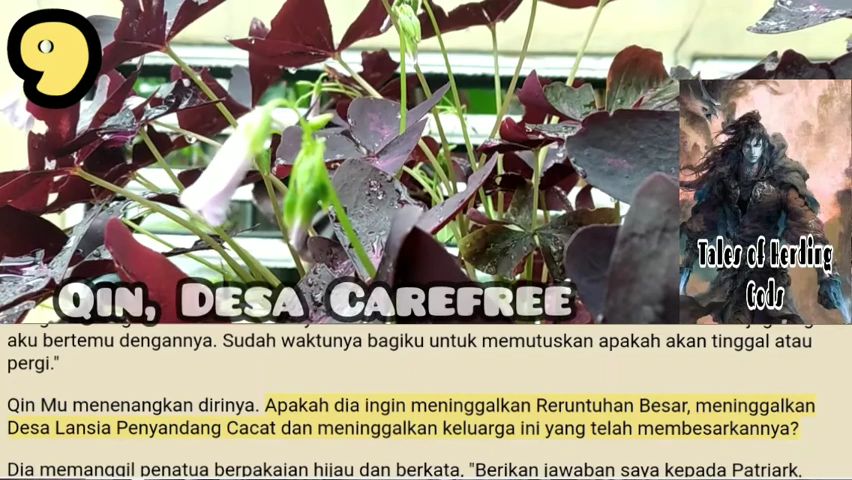 9
Tales of Herding
Gods
Qin, Desa Carefree
aku bertemu dengannya. Sudah waktunya bagiku untuk memutuskan apakah akan tinggal atau
pergi."
Qin Mu menenangkan dirinya. Apakah dia ingin meninggalkan Reruntuhan Besar, meninggalkan
Desa Lansia Penyandang Cacat dan meninggalkan keluarga ini yang telah membesarkannya?
Dia memanggil penatua berpakaian hijau dan berkata, "Berikan jawaban saya kepada Patriark,